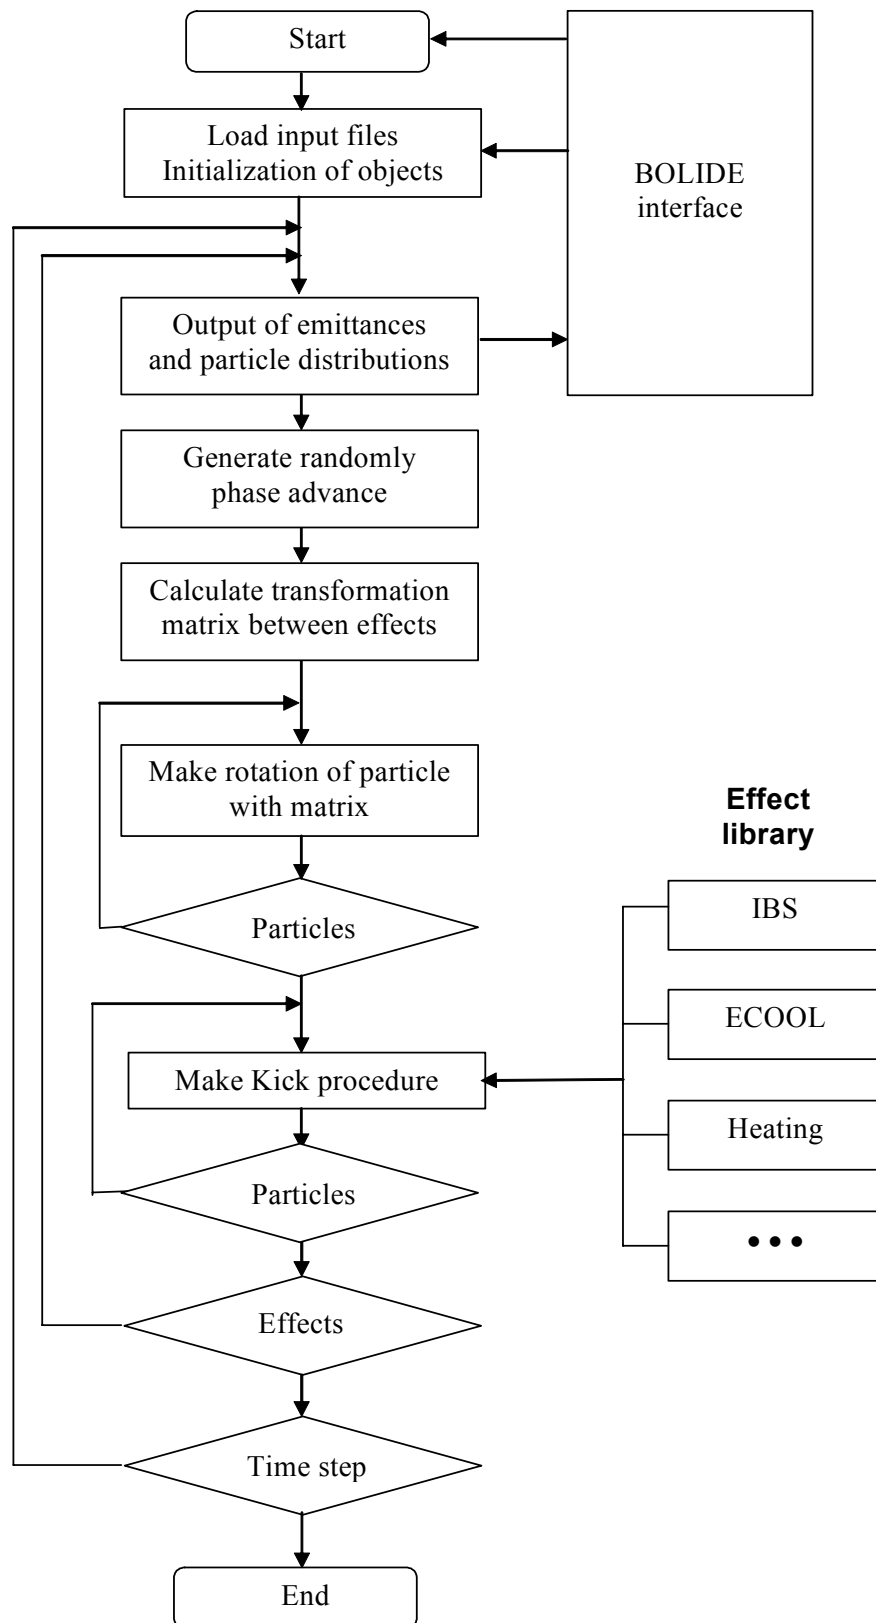 Start
Load input files
Initialization of objects
BOLIDE
interface
Output of emittances
and particle distributions
Generate randomly
phase advance
Calculate transformation
matrix between effects
Make rotation of particle
with matrix
Particles
Effect
library
IBS
ECOOL
Make Kick procedure
Heating
Particles
•••
Effects
Time step
End